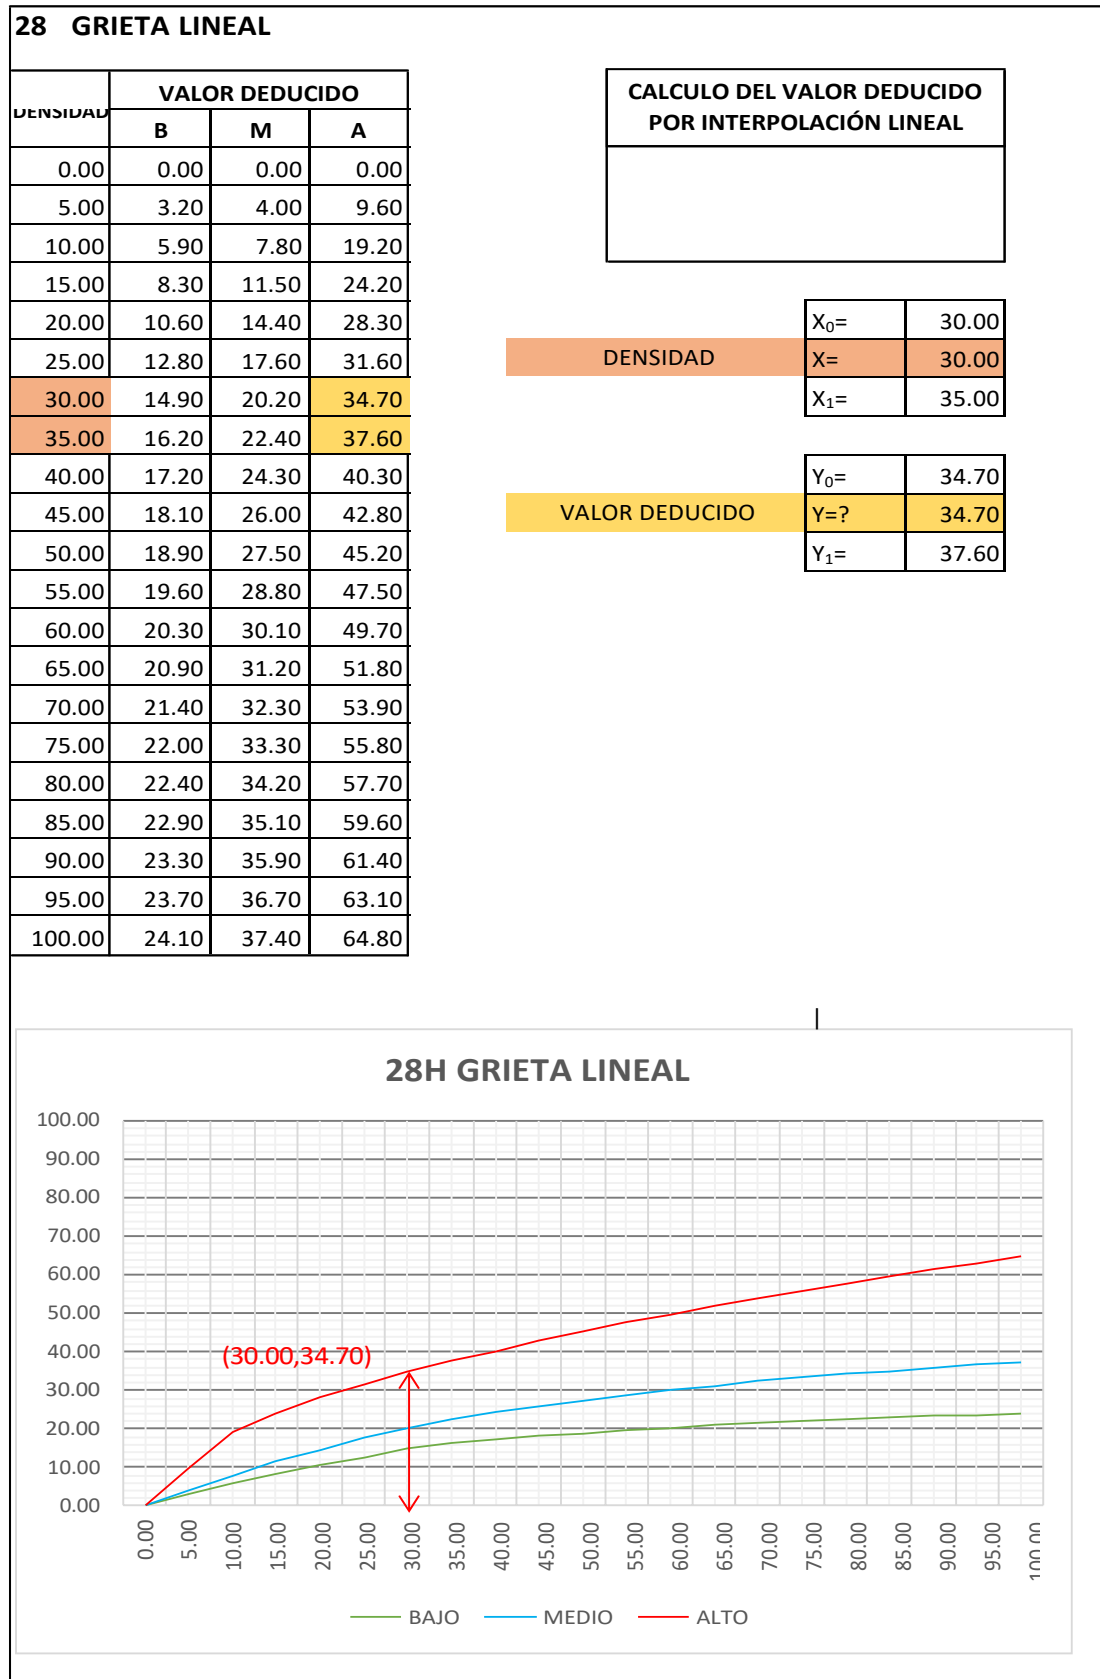 28 GRIETA LINEAL
DENSIDAD VALOR DEDUCIDO
B M A
0.00 0.00 0.00 0.00
5.00 3.20 4.00 9.60
10.00 5.90 7.80 19.20
15.00 8.30 11.50 24.20
20.00 10.60 14.40 28.30
25.00 12.80 17.60 31.60
30.00 14.90 20.20 34.70
35.00 16.20 22.40 37.60
40.00 17.20 24.30 40.30
45.00 18.10 26.00 42.80
50.00 18.90 27.50 45.20
55.00 19.60 28.80 47.50
60.00 20.30 30.10 49.70
65.00 20.90 31.20 51.80
70.00 21.40 32.30 53.90
75.00 22.00 33.30 55.80
80.00 22.40 34.20 57.70
85.00 22.90 35.10 59.60
90.00 23.30 35.90 61.40
95.00 23.70 36.70 63.10
100.00 24.10 37.40 64.80
CALCULO DEL VALOR DEDUCIDO
POR INTERPOLACIÓN LINEAL
X₀= 30.00
DENSIDAD X= 30.00
X₁= 35.00
Y₀= 34.70
VALOR DEDUCIDO Y=? 34.70
Y₁= 37.60
28H GRIETA LINEAL
100.00
90.00
80.00
70.00
60.00
50.00
40.00
30.00
20.00
10.00
0.00
(30.00,34.70)
0.00 5.00 10.00 15.00 20.00 25.00 30.00 35.00 40.00 45.00 50.00 55.00 60.00 65.00 70.00 75.00 80.00 85.00 90.00 95.00 100.00
BAJO MEDIO ALTO